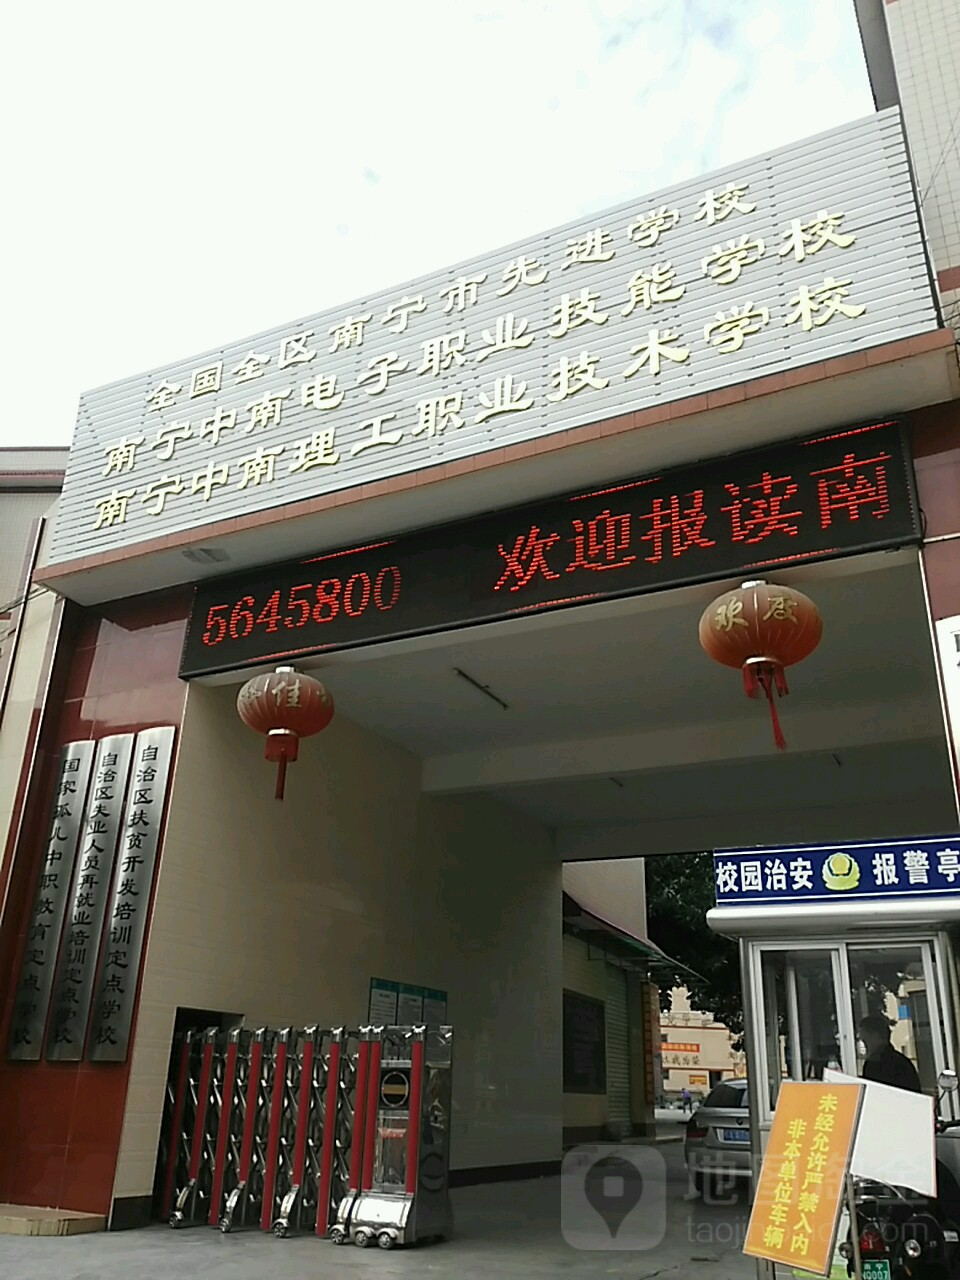 全国全区南宁市先进学校
南宁中南电子职业技能学校
南宁中南理工职业技术学校
5645800 欢迎报读南
佳
欢度
自治区扶贫开发培训定点学校
自治区失业人员再就业培训定点学校
国家孤儿中职教育定点学校
校园治安 报警亭
未经允许严禁入内
非本单位车辆